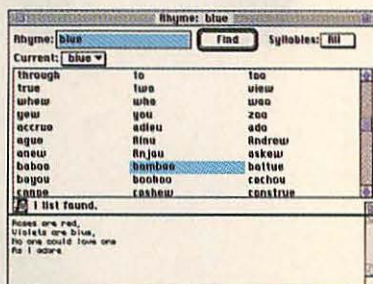 Rhyme: blue
Rhyme: blue Find Syllables: All
Current: blue
through to too
true two view
whew who woo
yew you zoo
accrue adieu ado
ague Ainu Andrew
anew Anjou askew
baboo bamboo battue
bayou boohoo cachou
canoe cashew construe
1 list found.
Roses are red,
Violets are blue,
No one could love one
As I adore